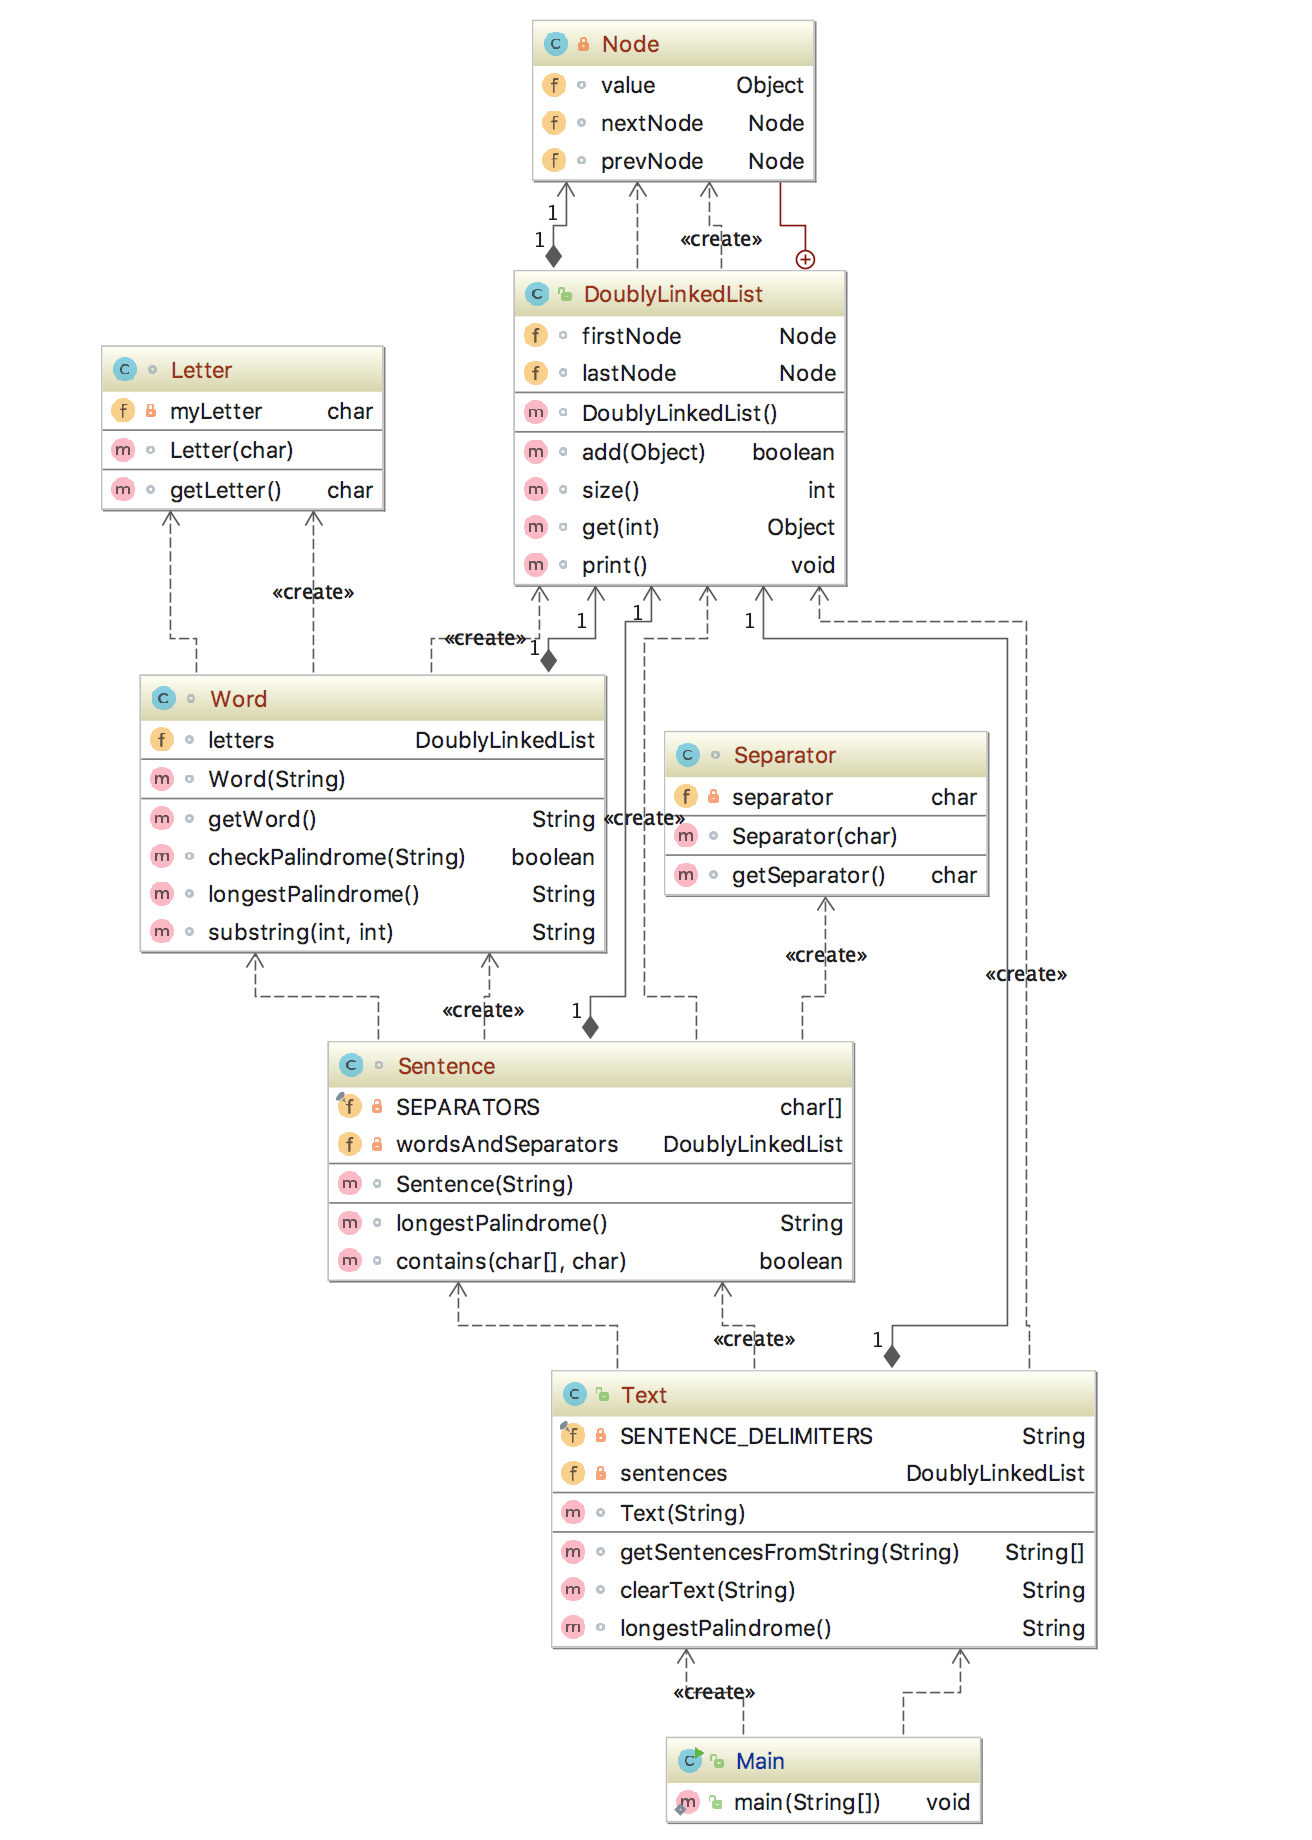 Node
value Object
nextNode Node
prevNode Node
1
1
«create»
DoublyLinkedList
firstNode Node
lastNode Node
DoublyLinkedList()
add(Object) boolean
size() int
get(int) Object
print() void
Letter
myLetter char
Letter(char)
getLetter() char
«create»
«create»
1
1
1
1
Word
letters DoublyLinkedList
Word(String)
getWord() String
checkPalindrome(String) boolean
longestPalindrome() String
substring(int, int) String
«create»
Separator
separator char
Separator(char)
getSeparator() char
«create»
«create»
«create»
1
Sentence
SEPARATORS char[]
wordsAndSeparators DoublyLinkedList
Sentence(String)
longestPalindrome() String
contains(char[], char) boolean
«create»
1
Text
SENTENCE_DELIMITERS String
sentences DoublyLinkedList
Text(String)
getSentencesFromString(String) String[]
clearText(String) String
longestPalindrome() String
«create»
Main
main(String[]) void